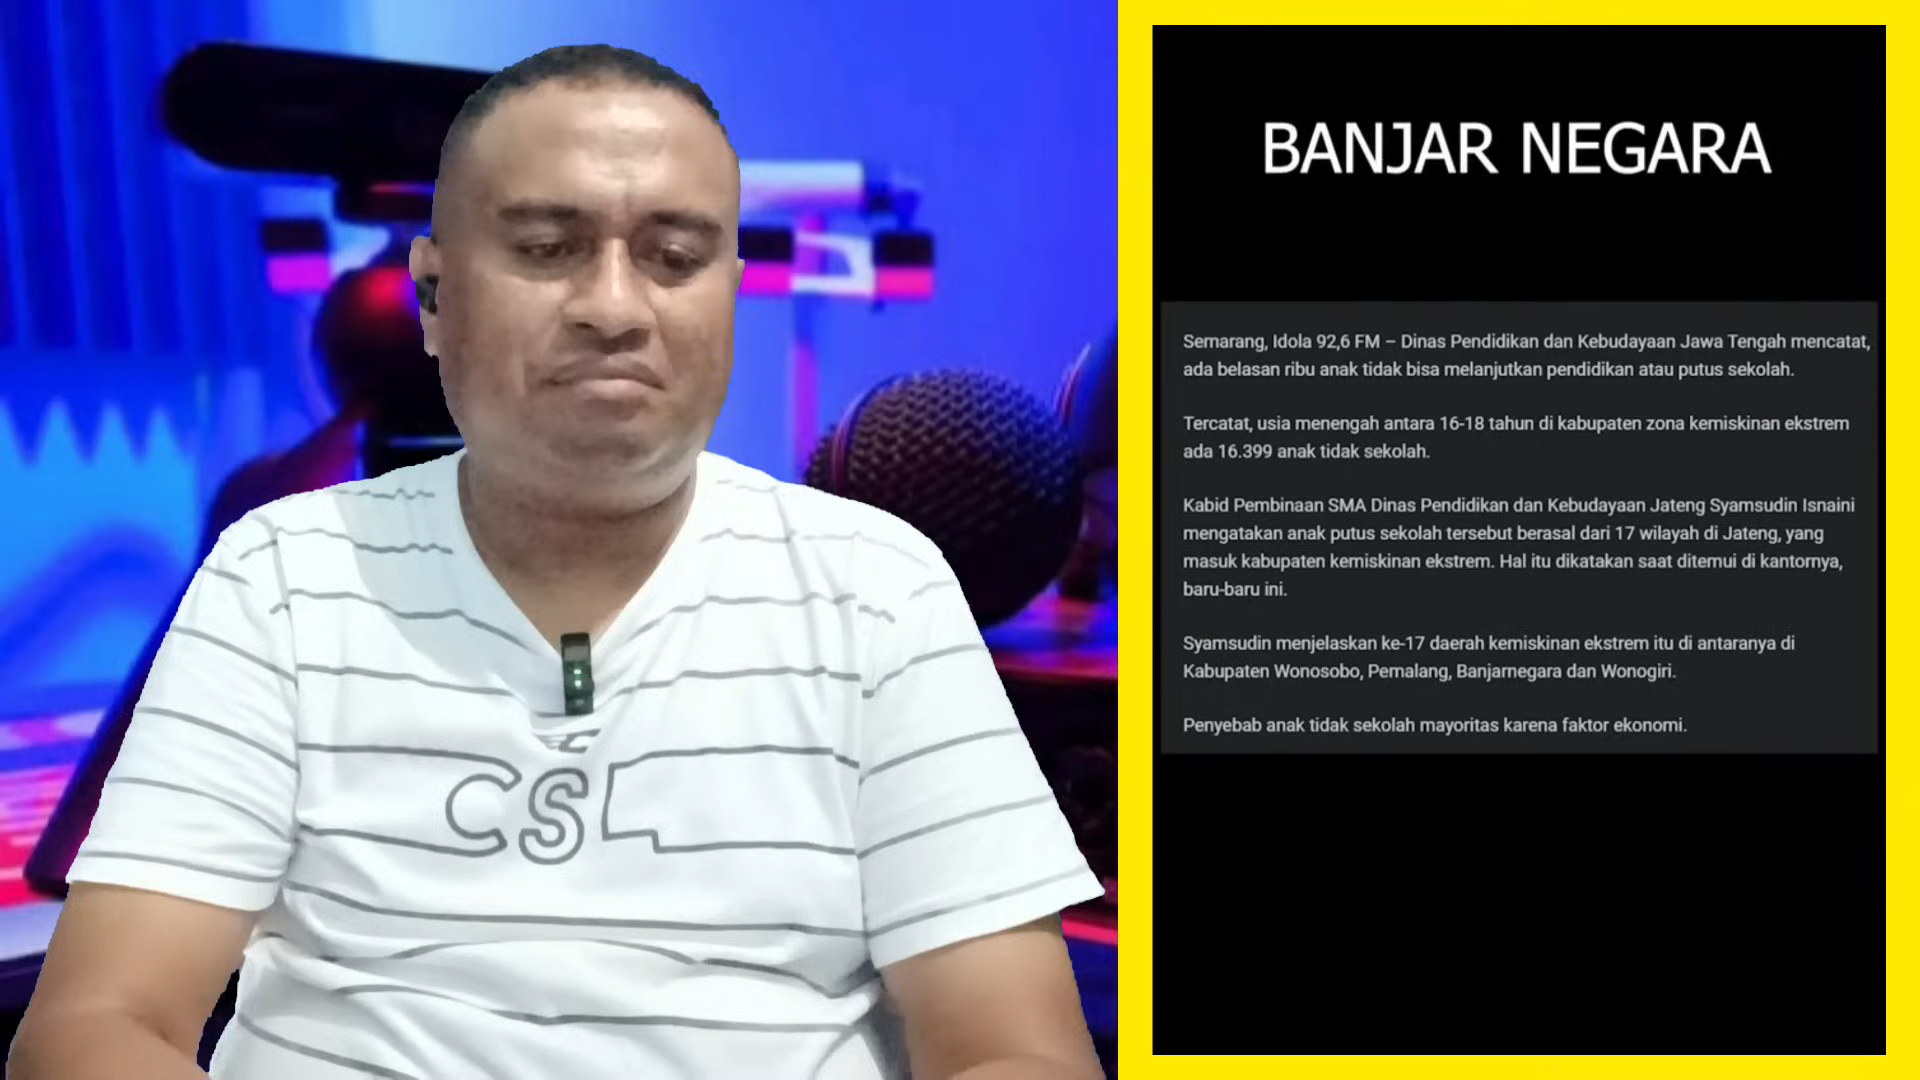 BANJAR NEGARA
Semarang, Idola 92,6 FM – Dinas Pendidikan dan Kebudayaan Jawa Tengah mencatat,
ada belasan ribu anak tidak bisa melanjutkan pendidikan atau putus sekolah.
Tercatat, usia menengah antara 16-18 tahun di kabupaten zona kemiskinan ekstrem
ada 16.399 anak tidak sekolah.
Kabid Pembinaan SMA Dinas Pendidikan dan Kebudayaan Jateng Syamsudin Isnaini
mengatakan anak putus sekolah tersebut berasal dari 17 wilayah di Jateng, yang
masuk kabupaten kemiskinan ekstrem. Hal itu dikatakan saat ditemui di kantornya,
baru-baru ini.
Syamsudin menjelaskan ke-17 daerah kemiskinan ekstrem itu di antaranya di
Kabupaten Wonosobo, Pemalang, Banjarnegara dan Wonogiri.
Penyebab anak tidak sekolah mayoritas karena faktor ekonomi.